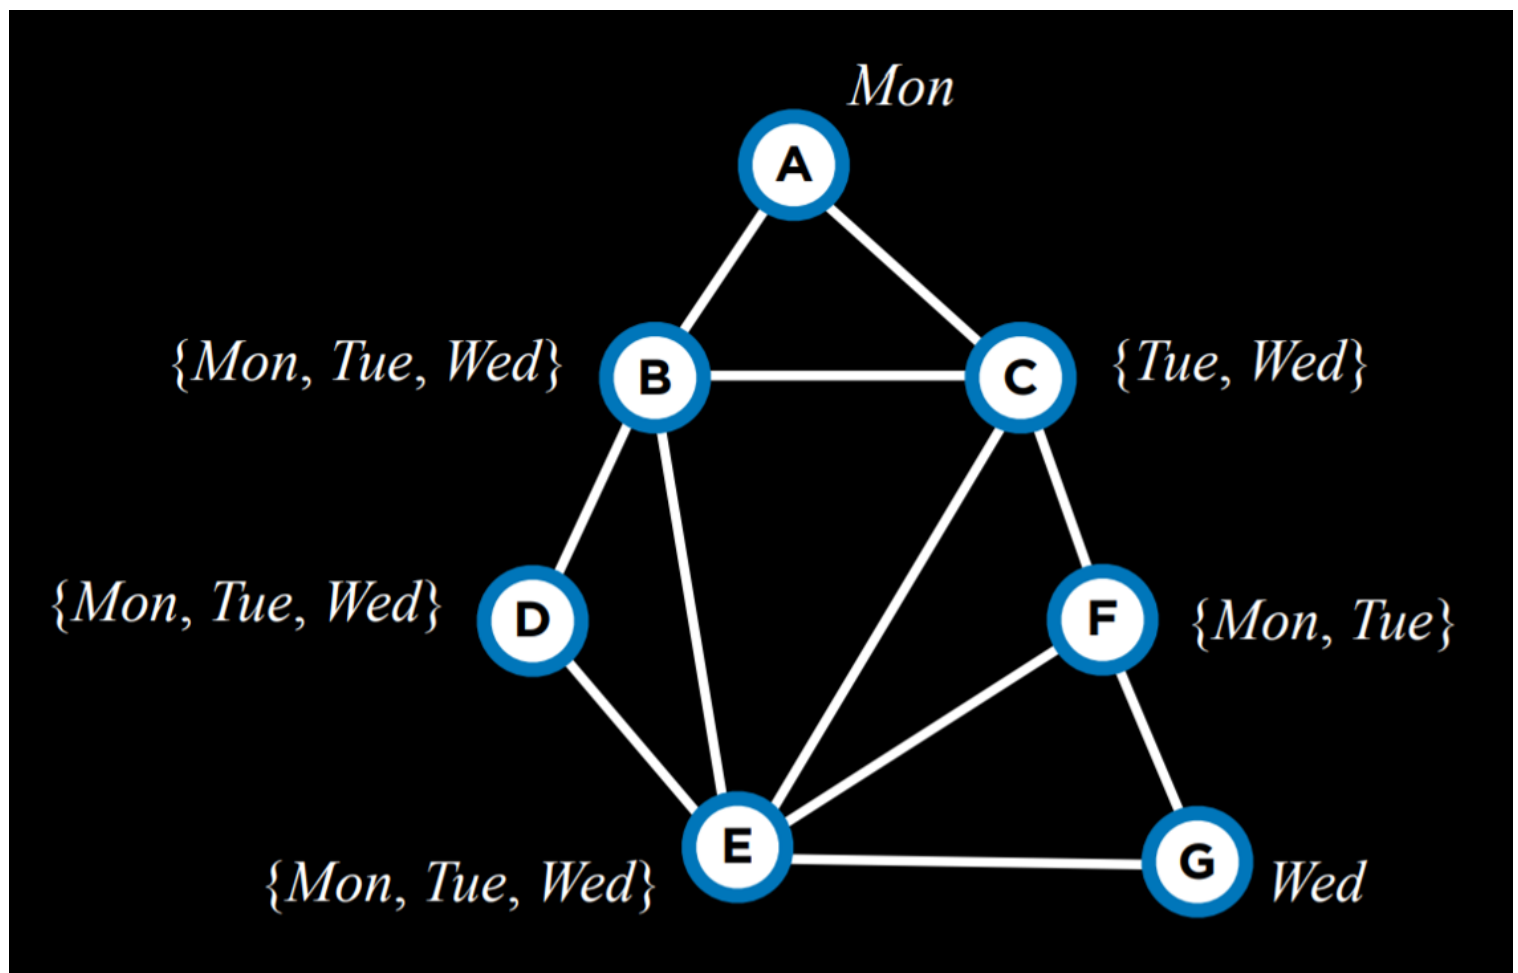 Mon
A
{Mon, Tue, Wed}
B
C
{Tue, Wed}
{Mon, Tue, Wed}
D
F
{Mon, Tue}
E
{Mon, Tue, Wed}
G
Wed